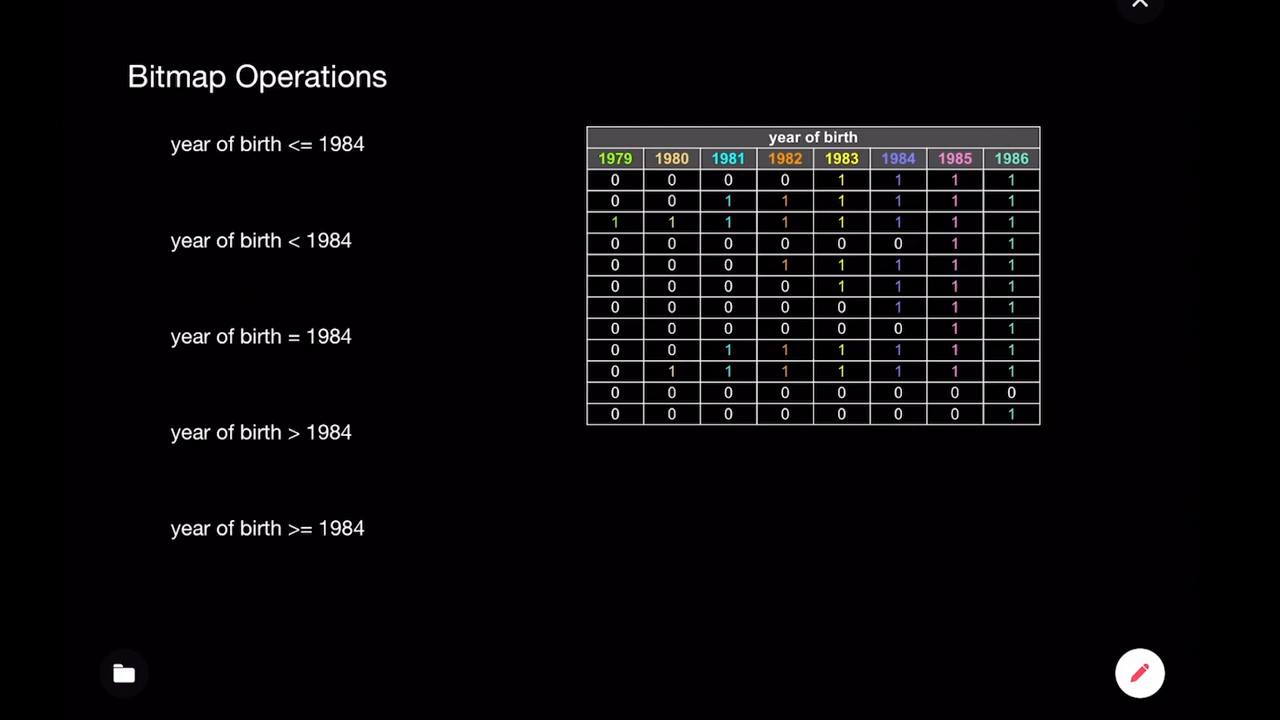 Bitmap Operations
year of birth <= 1984
year of birth < 1984
year of birth = 1984
year of birth > 1984
year of birth >= 1984
year of birth
1979 1980 1981 1982 1983 1984 1985 1986
0 0 0 0 1 1 1 1
0 0 1 1 1 1 1 1
1 1 1 1 1 1 1 1
0 0 0 0 0 0 1 1
0 0 0 1 1 1 1 1
0 0 0 0 1 1 1 1
0 0 0 0 0 1 1 1
0 0 0 0 0 0 1 1
0 0 1 1 1 1 1 1
0 1 1 1 1 1 1 1
0 0 0 0 0 0 0 0
0 0 0 0 0 0 0 1